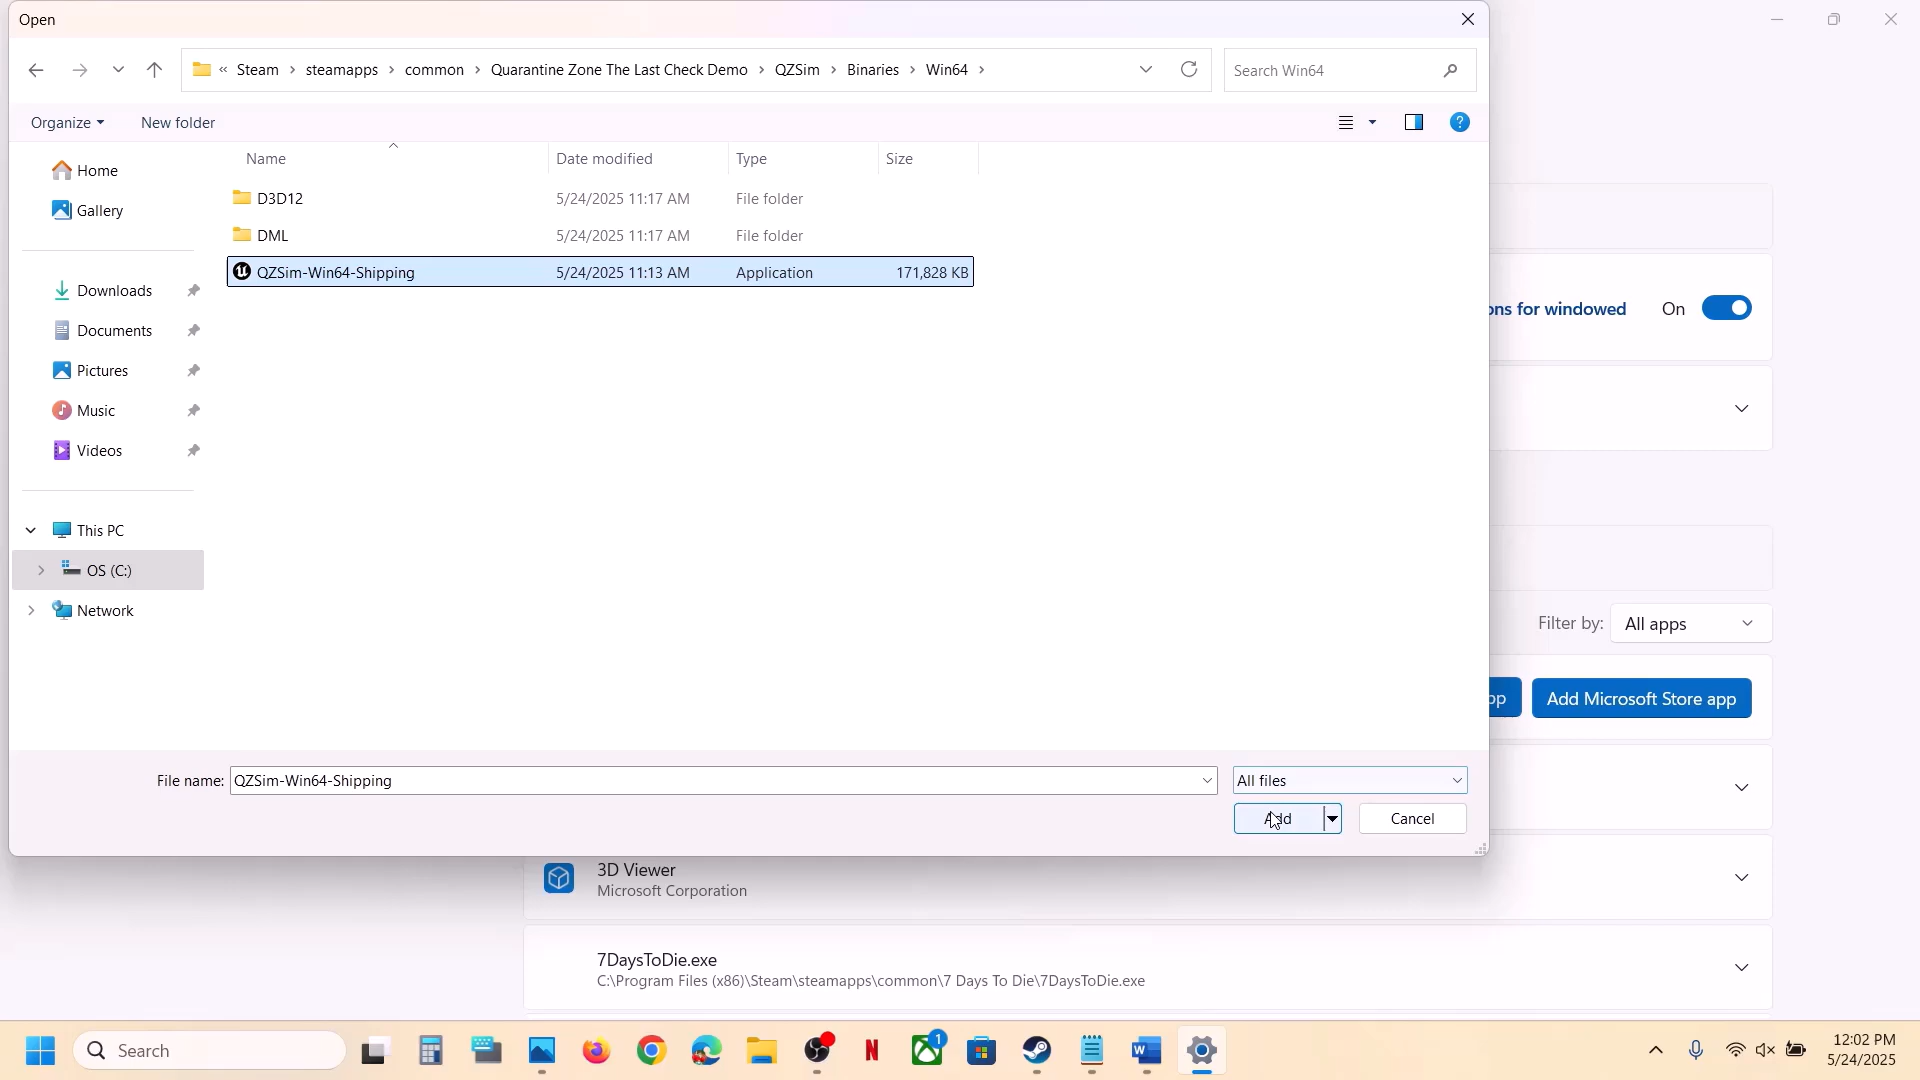 Open
« Steam › steamapps › common › Quarantine Zone The Last Check Demo › QZSim › Binaries › Win64 ›
Search Win64
Organize
New folder
Name Date modified Type Size
Home
D3D12 5/24/2025 11:17 AM File folder
Gallery
DML 5/24/2025 11:17 AM File folder
QZSim-Win64-Shipping 5/24/2025 11:13 AM Application 171,828 KB
Downloads
Documents
Pictures
Music
Videos
This PC
OS (C:)
Network
for windowed On
Filter by: All apps
Add Microsoft Store app
File name: QZSim-Win64-Shipping All files
Add Cancel
3D Viewer
Microsoft Corporation
7DaysToDie.exe
C:\Program Files (x86)\Steam\steamapps\common\7 Days To Die\7DaysToDie.exe
Search
1
12:02 PM
5/24/2025